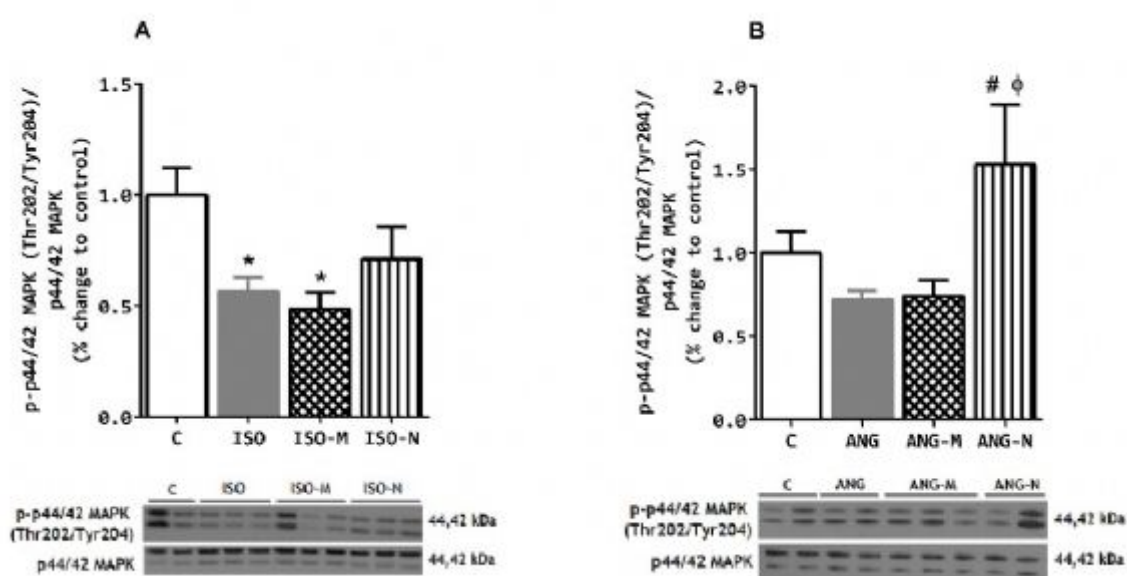 A
p-p44/42 MAPK (Thr202/Tyr204)/
p44/42 MAPK
(% change to control)
1.5
1.0
0.5
0.0
*
*
C ISO ISO-M ISO-N
C ISO ISO-M ISO-N
p-p44/42 MAPK
(Thr202/Tyr204)
44,42 kDa
p44/42 MAPK
44,42 kDa
B
p-p44/42 MAPK (Thr202/Tyr204)/
p44/42 MAPK
(% change to control)
2.0
1.5
1.0
0.5
0.0
# ϕ
C ANG ANG-M ANG-N
C ANG ANG-M ANG-N
p-p44/42 MAPK
(Thr202/Tyr204)
44,42 kDa
p44/42 MAPK
44,42 kDa